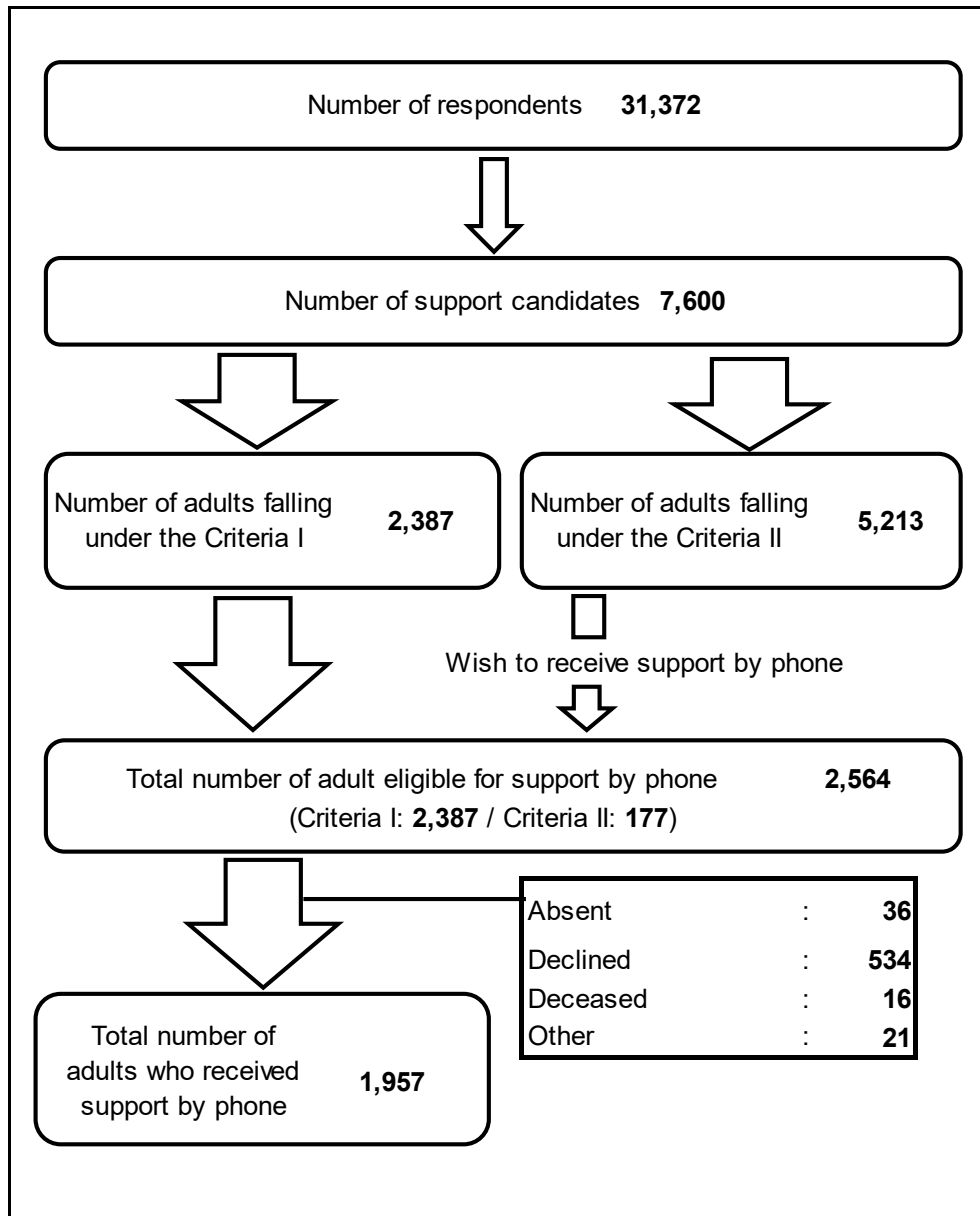 Number of respondents 31,372
Number of support candidates 7,600
Number of adults falling
under the Criteria I 2,387
Number of adults falling
under the Criteria II 5,213
Wish to receive support by phone
Total number of adult eligible for support by phone 2,564
(Criteria I: 2,387 / Criteria II: 177)
Absent : 36
Declined : 534
Deceased : 16
Other : 21
Total number of
adults who received
support by phone 1,957